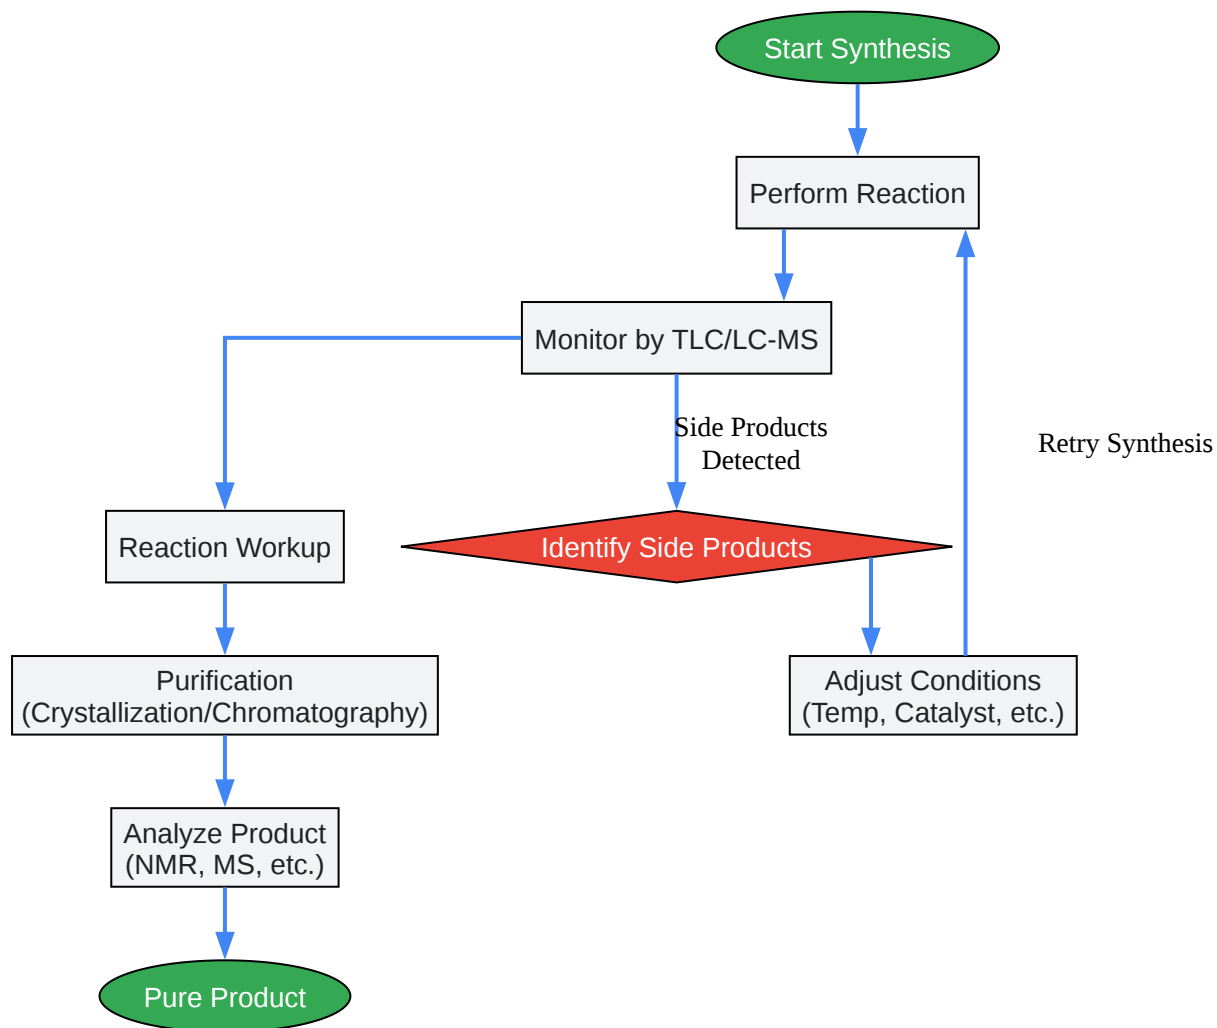 Start Synthesis
Perform Reaction
Monitor by TLC/LC-MS
Side Products
Detected
Retry Synthesis
Reaction Workup
Identify Side Products
Purification
(Crystallization/Chromatography)
Adjust Conditions
(Temp, Catalyst, etc.)
Analyze Product
(NMR, MS, etc.)
Pure Product